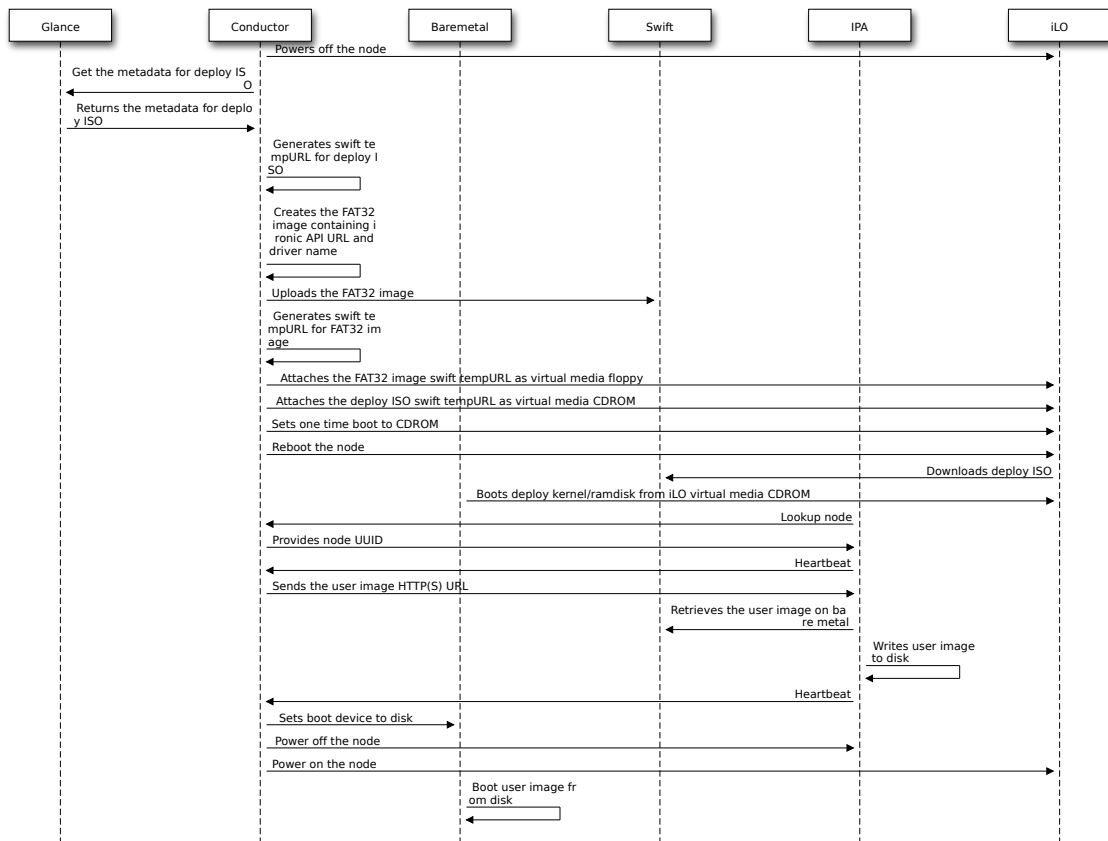 Glance
Conductor
Baremetal
Swift
IPA
iLO
Powers off the node
Get the metadata for deploy IS
O
Returns the metadata for deplo
y ISO
Generates swift te
mpURL for deploy I
SO
Creates the FAT32
image containing i
ronic API URL and
driver name
Uploads the FAT32 image
Generates swift te
mpURL for FAT32 im
age
Attaches the FAT32 image swift tempURL as virtual media floppy
Attaches the deploy ISO swift tempURL as virtual media CDROM
Sets one time boot to CDROM
Reboot the node
Downloads deploy ISO
Boots deploy kernel/ramdisk from iLO virtual media CDROM
Lookup node
Provides node UUID
Heartbeat
Sends the user image HTTP(S) URL
Retrieves the user image on ba
re metal
Writes user image
to disk
Heartbeat
Sets boot device to disk
Power off the node
Power on the node
Boot user image fr
om disk